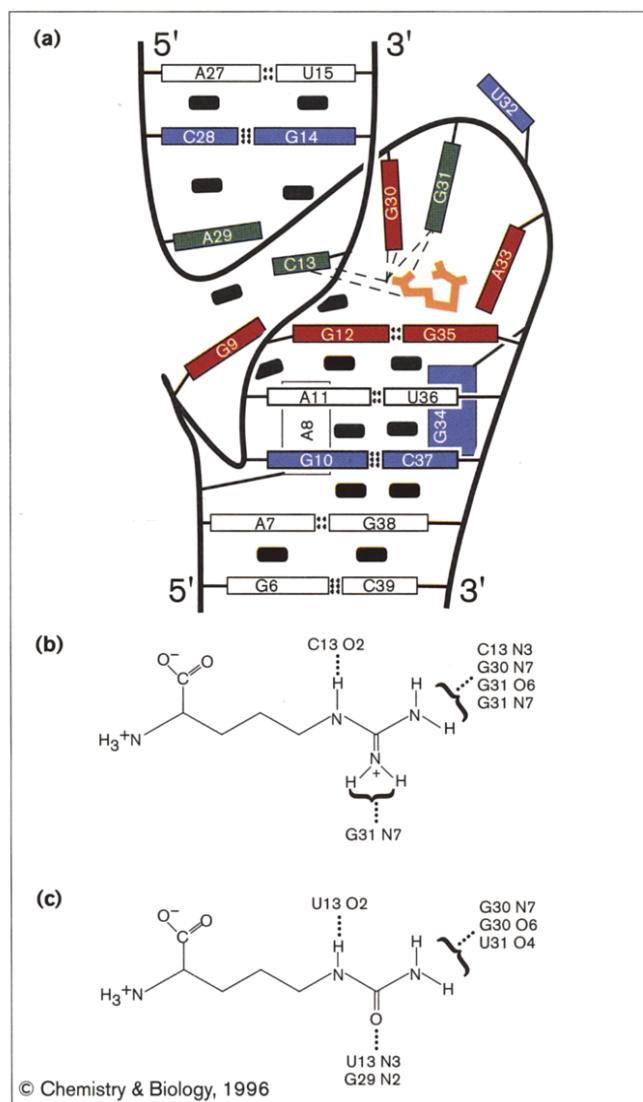 (a)
5'
3'
A27
U15
C28
G14
U32
G30
G31
A29
C13
A33
G9
G12
G35
A11
U36
A8
G34
G10
C37
A7
G38
5'
G6
C39
3'
(b)
C13 O2
C13 N3
G30 N7
G31 O6
G31 N7
O⁻
C
O
H
H
H₃⁺N
N
N
H
N
+
H
H
G31 N7
(c)
U13 O2
G30 N7
G30 O6
U31 O4
O⁻
C
O
H
H
H₃⁺N
N
C
N
H
O
U13 N3
G29 N2
© Chemistry & Biology, 1996